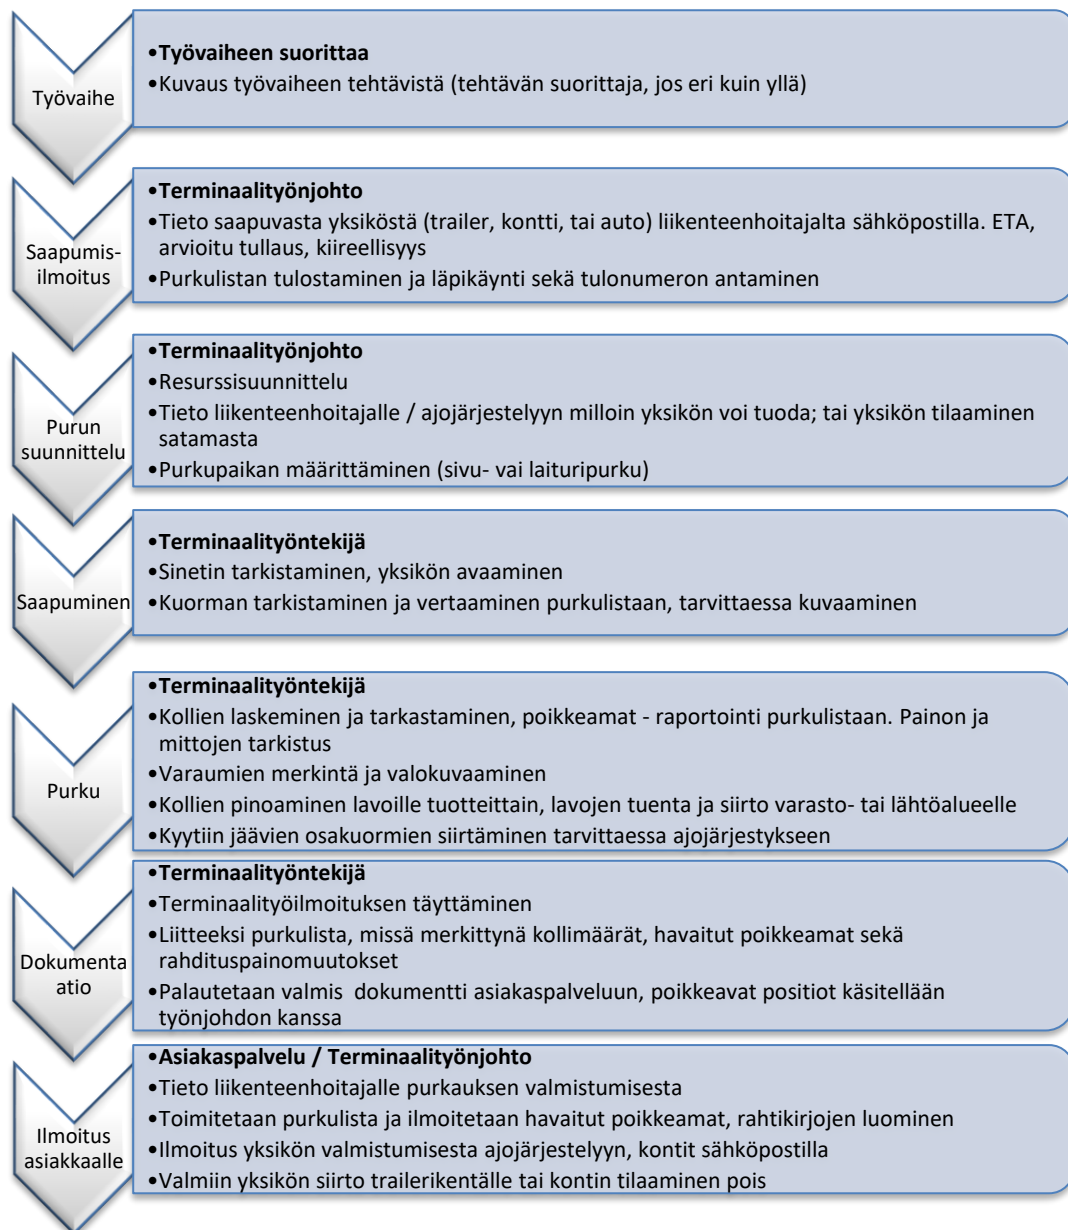 Työvaihe
•Työvaiheen suorittaa
•Kuvaus työvaiheen tehtävistä (tehtävän suorittaja, jos eri kuin yllä)
Saapumis-
ilmoitus
•Terminaalityönjohto
•Tieto saapuvasta yksiköstä (trailer, kontti, tai auto) liikenteenhoitajalta sähköpostilla. ETA,
arvioitu tullaus, kiireellisyys
•Purkulistan tulostaminen ja läpikäynti sekä tulonumeron antaminen
Purun
suunnittelu
•Terminaalityönjohto
•Resurssisuunnittelu
•Tieto liikenteenhoitajalle / ajojärjestelyyn milloin yksikön voi tuoda; tai yksikön tilaaminen
satamasta
•Purkupaikan määrittäminen (sivu- vai laituripurku)
Saapuminen
•Terminaalityöntekijä
•Sinetin tarkistaminen, yksikön avaaminen
•Kuorman tarkistaminen ja vertaaminen purkulistaan, tarvittaessa kuvaaminen
Purku
•Terminaalityöntekijä
•Kollien laskeminen ja tarkastaminen, poikkeamat - raportointi purkulistaan. Painon ja
mittojen tarkistus
•Varaumien merkintä ja valokuvaaminen
•Kollien pinoaminen lavoille tuotteittain, lavojen tuenta ja siirto varasto- tai lähtöalueelle
•Kyytiin jäävien osakuormien siirtäminen tarvittaessa ajojärjestykseen
Dokumenta
atio
•Terminaalityöntekijä
•Terminaalityöilmoituksen täyttäminen
•Liitteeksi purkulista, missä merkittynä kollimäärät, havaitut poikkeamat sekä
rahdituspainomuutokset
•Palautetaan valmis  dokumentti asiakaspalveluun, poikkeavat positiot käsitellään
työnjohdon kanssa
Ilmoitus
asiakkaalle
•Asiakaspalvelu / Terminaalityönjohto
•Tieto liikenteenhoitajalle purkauksen valmistumisesta
•Toimitetaan purkulista ja ilmoitetaan havaitut poikkeamat, rahtikirjojen luominen
•Ilmoitus yksikön valmistumisesta ajojärjestelyyn, kontit sähköpostilla
•Valmiin yksikön siirto trailerikentälle tai kontin tilaaminen pois